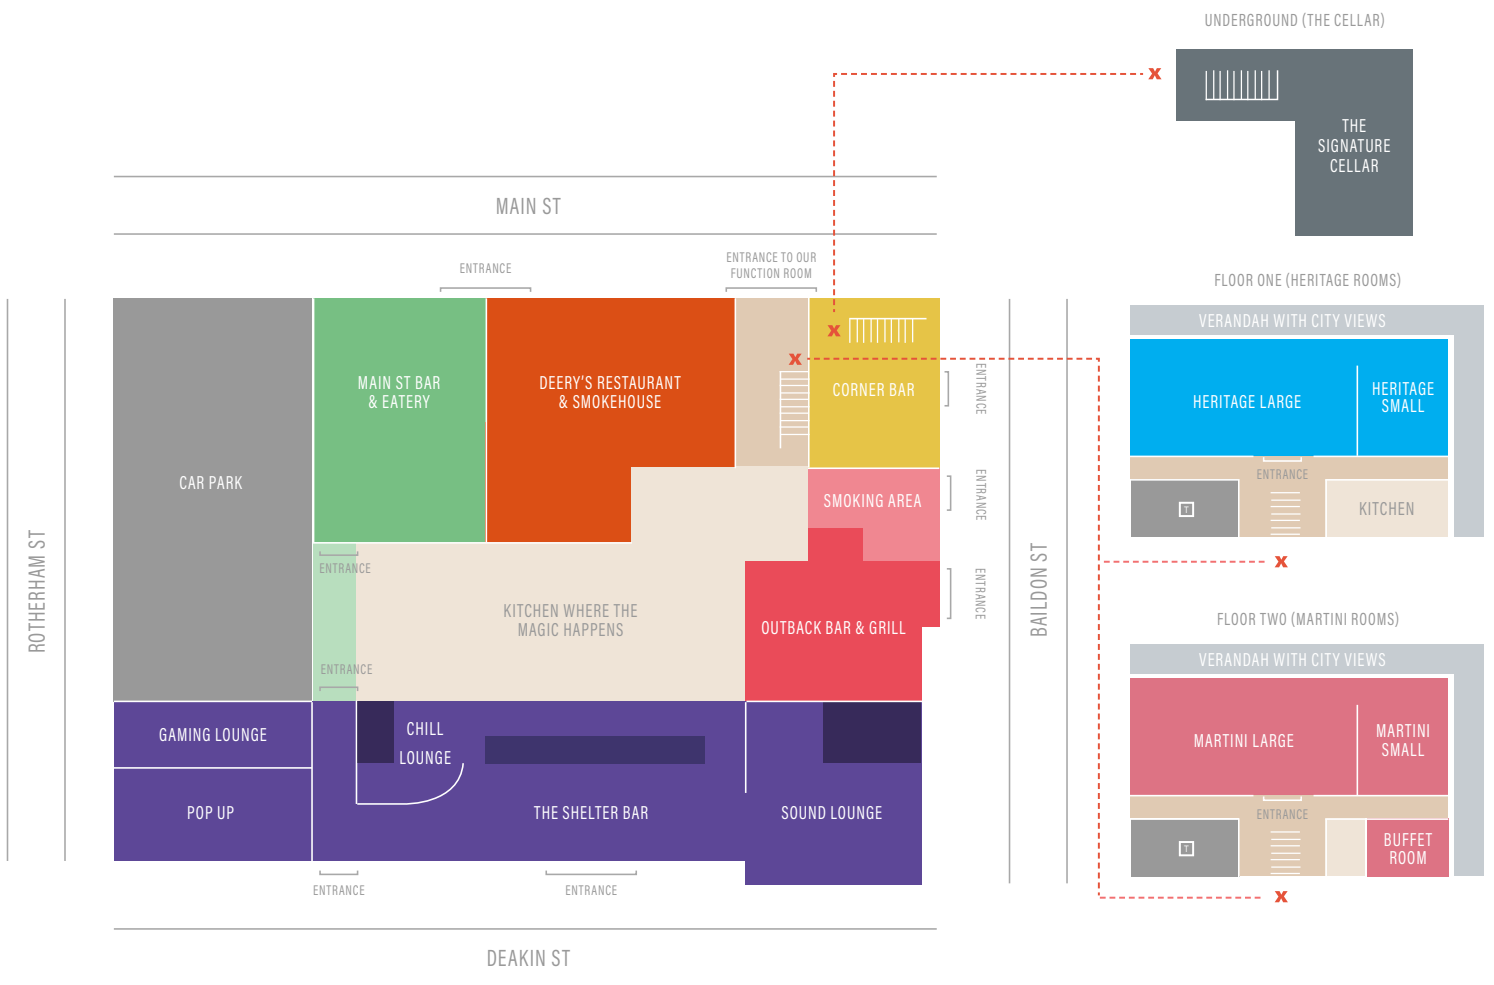 UNDERGROUND (THE CELLAR)
THE
SIGNATURE
CELLAR
MAIN ST
ENTRANCE
ENTRANCE TO OUR
FUNCTION ROOM
FLOOR ONE (HERITAGE ROOMS)
VERANDAH WITH CITY VIEWS
HERITAGE LARGE
HERITAGE
SMALL
ENTRANCE
T
KITCHEN
CAR PARK
MAIN ST BAR
& EATERY
DEERY'S RESTAURANT
& SMOKEHOUSE
CORNER BAR
ENTRANCE
SMOKING AREA
ENTRANCE
ENTRANCE
KITCHEN WHERE THE
MAGIC HAPPENS
OUTBACK BAR & GRILL
ENTRANCE
ENTRANCE
ROTHERHAM ST
BAILDON ST
FLOOR TWO (MARTINI ROOMS)
VERANDAH WITH CITY VIEWS
MARTINI LARGE
MARTINI
SMALL
ENTRANCE
T
BUFFET
ROOM
GAMING LOUNGE
CHILL
LOUNGE
POP UP
THE SHELTER BAR
SOUND LOUNGE
ENTRANCE
ENTRANCE
DEAKIN ST